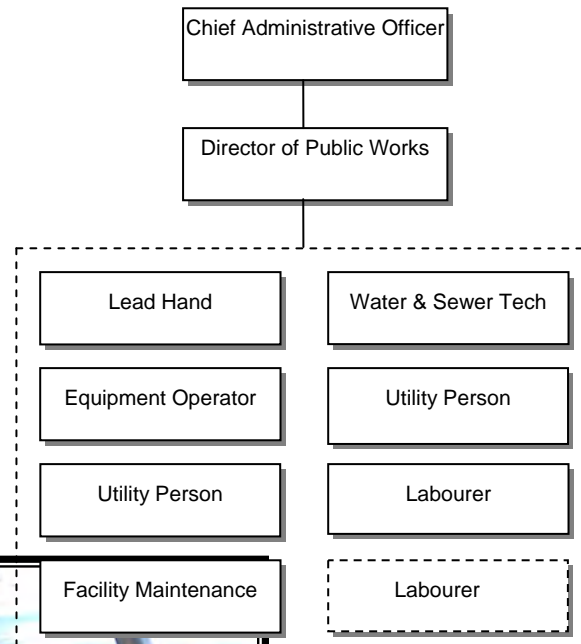 Chief Administrative Officer
Director of Public Works
Lead Hand
Water & Sewer Tech
Equipment Operator
Utility Person
Utility Person
Labourer
Facility Maintenance
Labourer